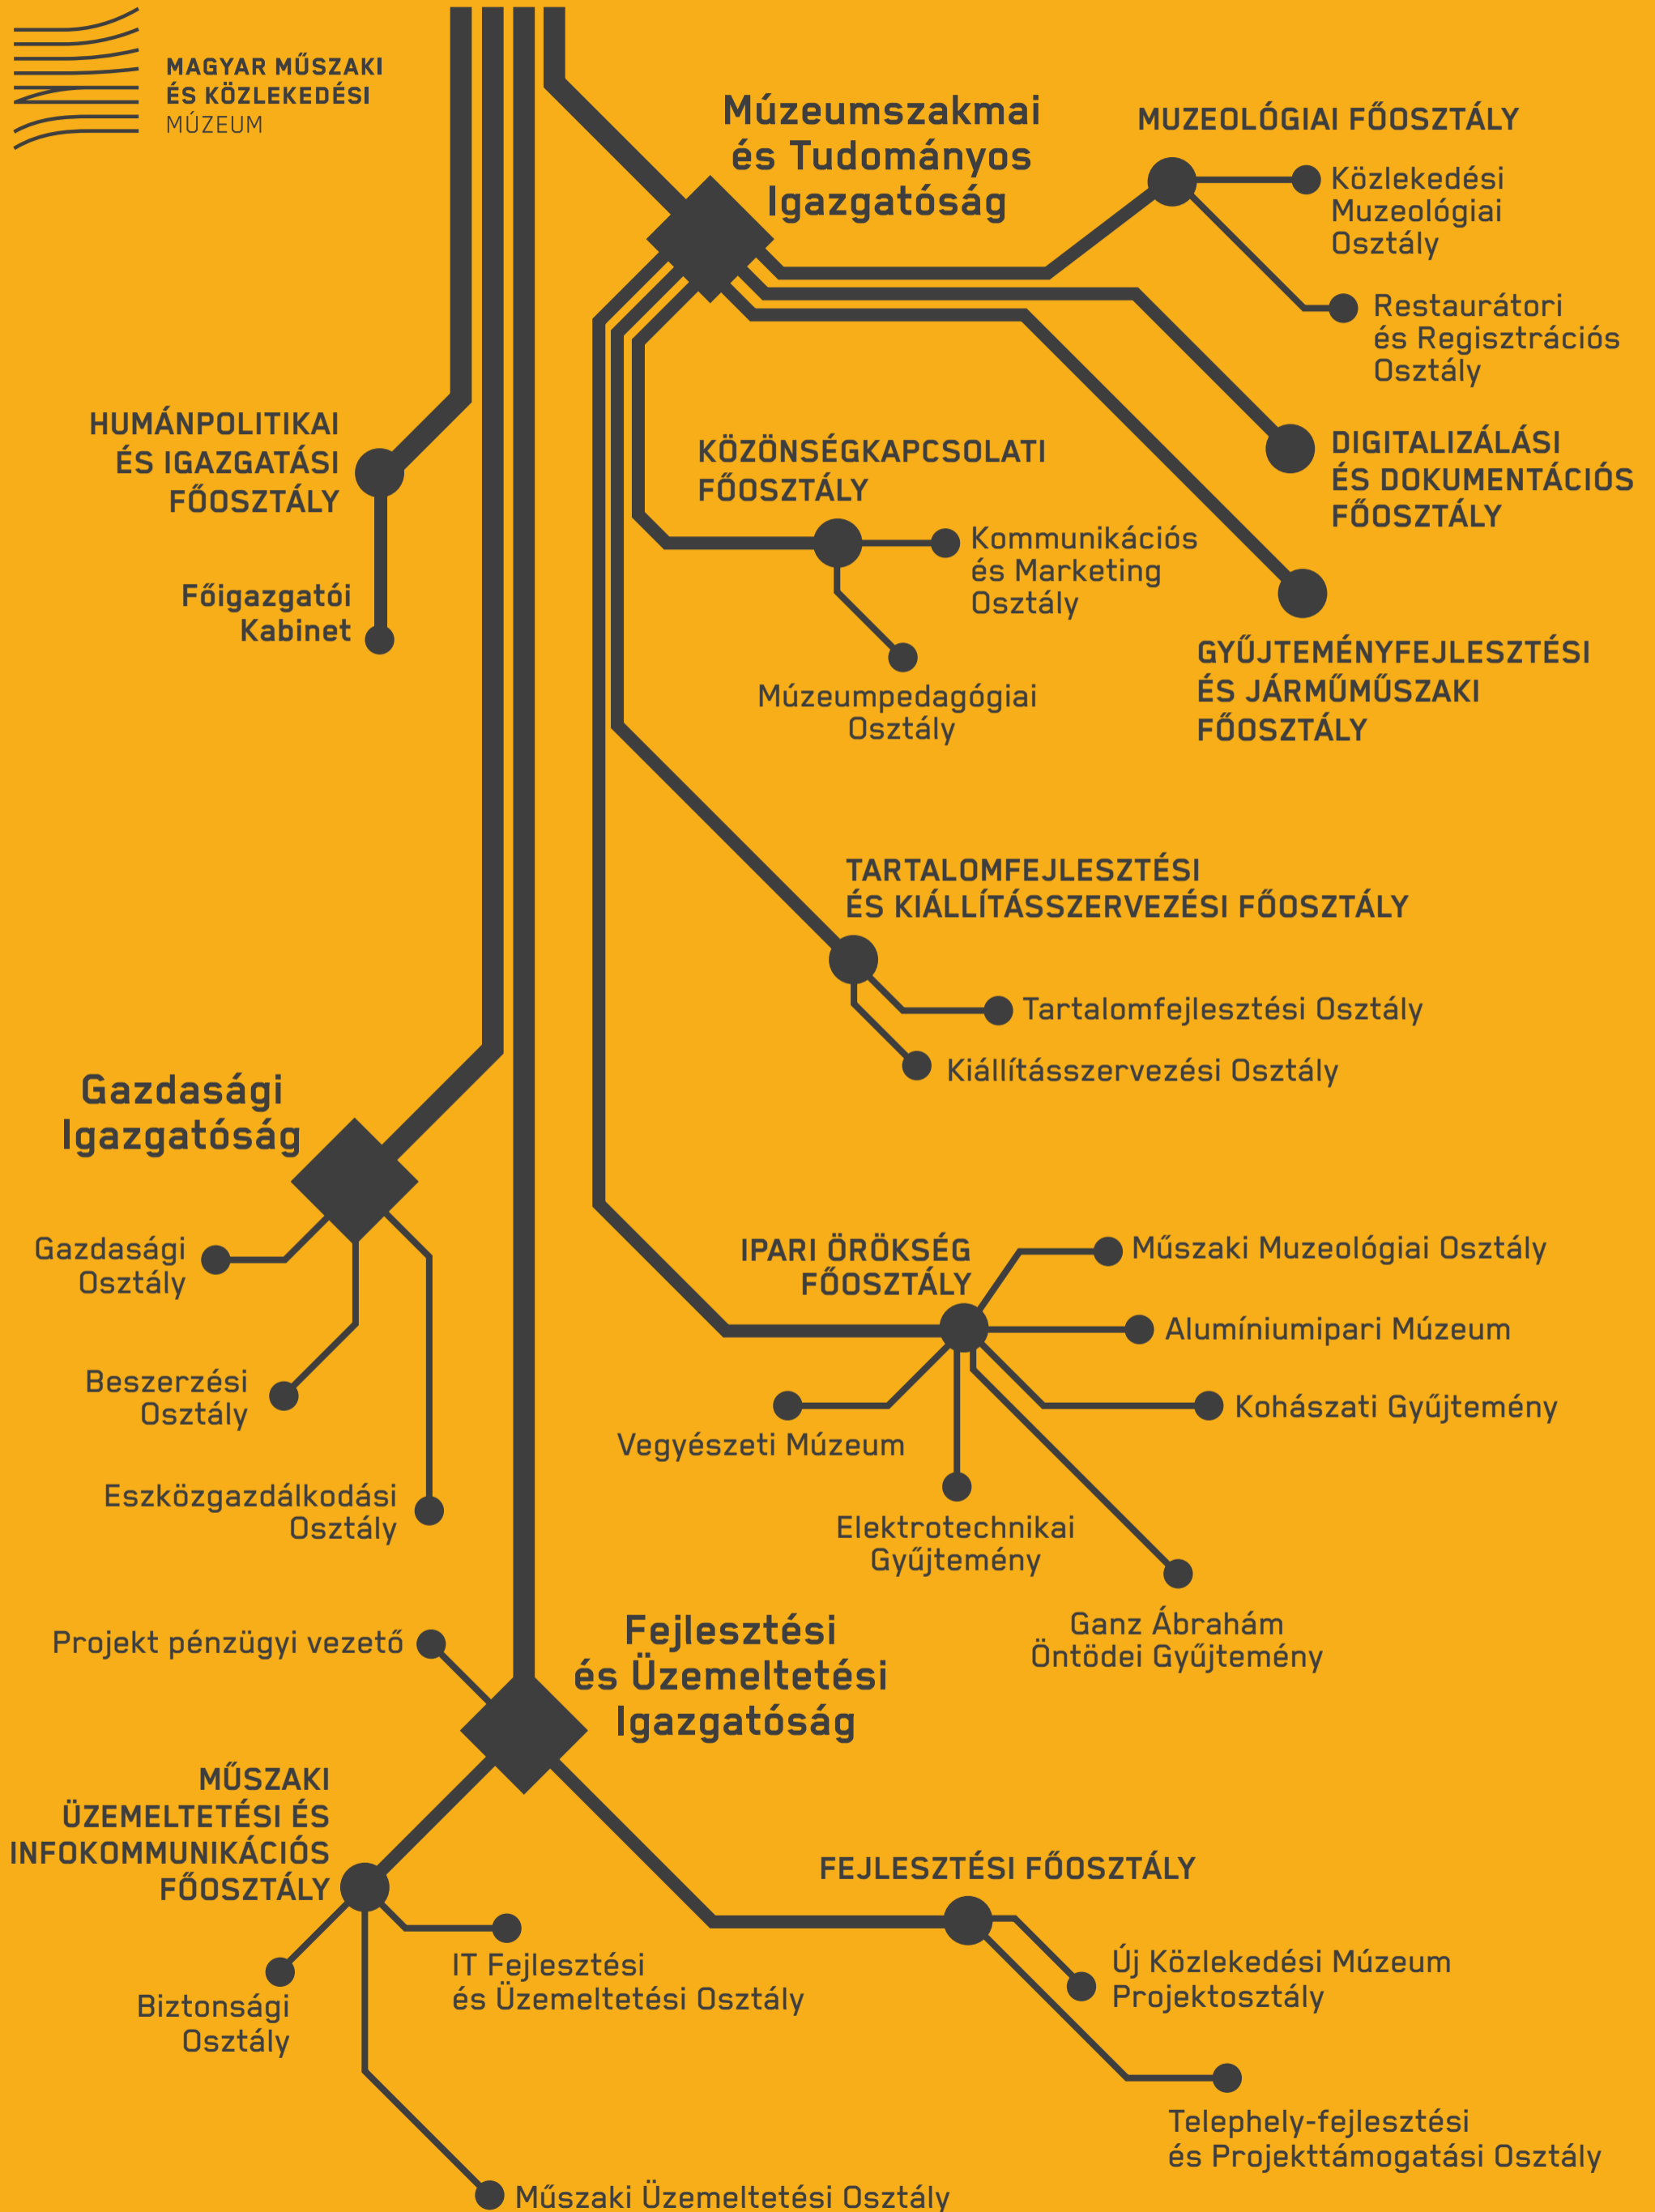 MAGYAR MŰSZAKI
ÉS KÖZLEKEDÉSI
MÚZEUM
Múzeumszakmai
és Tudományos
Igazgatóság
MUZEOLÓGIAI FŐOSZTÁLY
Közlekedési
Muzeológiai
Osztály
Restaurátori
és Regisztrációs
Osztály
HUMÁNPOLITIKAI
ÉS IGAZGATÁSI
FŐOSZTÁLY
KÖZÖNSÉGKAPCSOLATI
FŐOSZTÁLY
DIGITALIZÁLÁSI
ÉS DOKUMENTÁCIÓS
FŐOSZTÁLY
Kommunikációs
és Marketing
Osztály
Főigazgatói
Kabinet
Múzeumpedagógiai
Osztály
GYŰJTEMÉNYFEJLESZTÉSI
ÉS JÁRMŰMŰSZAKI
FŐOSZTÁLY
TARTALOMFEJLESZTÉSI
ÉS KIÁLLÍTÁSSZERVEZÉSI FŐOSZTÁLY
Tartalomfejlesztési Osztály
Kiállításszervezési Osztály
Gazdasági
Igazgatóság
Gazdasági
Osztály
Beszerzési
Osztály
Eszközgazdálkodási
Osztály
IPARI ÖRÖKSÉG
FŐOSZTÁLY
Műszaki Muzeológiai Osztály
Alumíniumipari Múzeum
Kohászati Gyűjtemény
Vegyészeti Múzeum
Elektrotechnikai
Gyűjtemény
Ganz Ábrahám
Öntödei Gyűjtemény
Projekt pénzügyi vezető
Fejlesztési
és Üzemeltetési
Igazgatóság
MŰSZAKI
ÜZEMELTETÉSI ÉS
INFOKOMMUNIKÁCIÓS
FŐOSZTÁLY
FEJLESZTÉSI FŐOSZTÁLY
IT Fejlesztési
és Üzemeltetési Osztály
Biztonsági
Osztály
Új Közlekedési Múzeum
Projektosztály
Telephely-fejlesztési
és Projekttámogatási Osztály
Műszaki Üzemeltetési Osztály